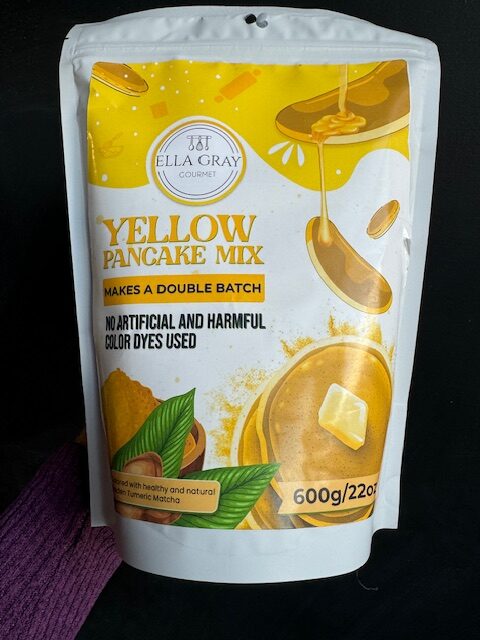 ELLA GRAY
GOURMET
YELLOW
PANCAKE MIX
MAKES A DOUBLE BATCH
NO ARTIFICIAL AND HARMFUL
COLOR DYES USED
with healthy and natural
Tumeric Matcha
600g/22oz